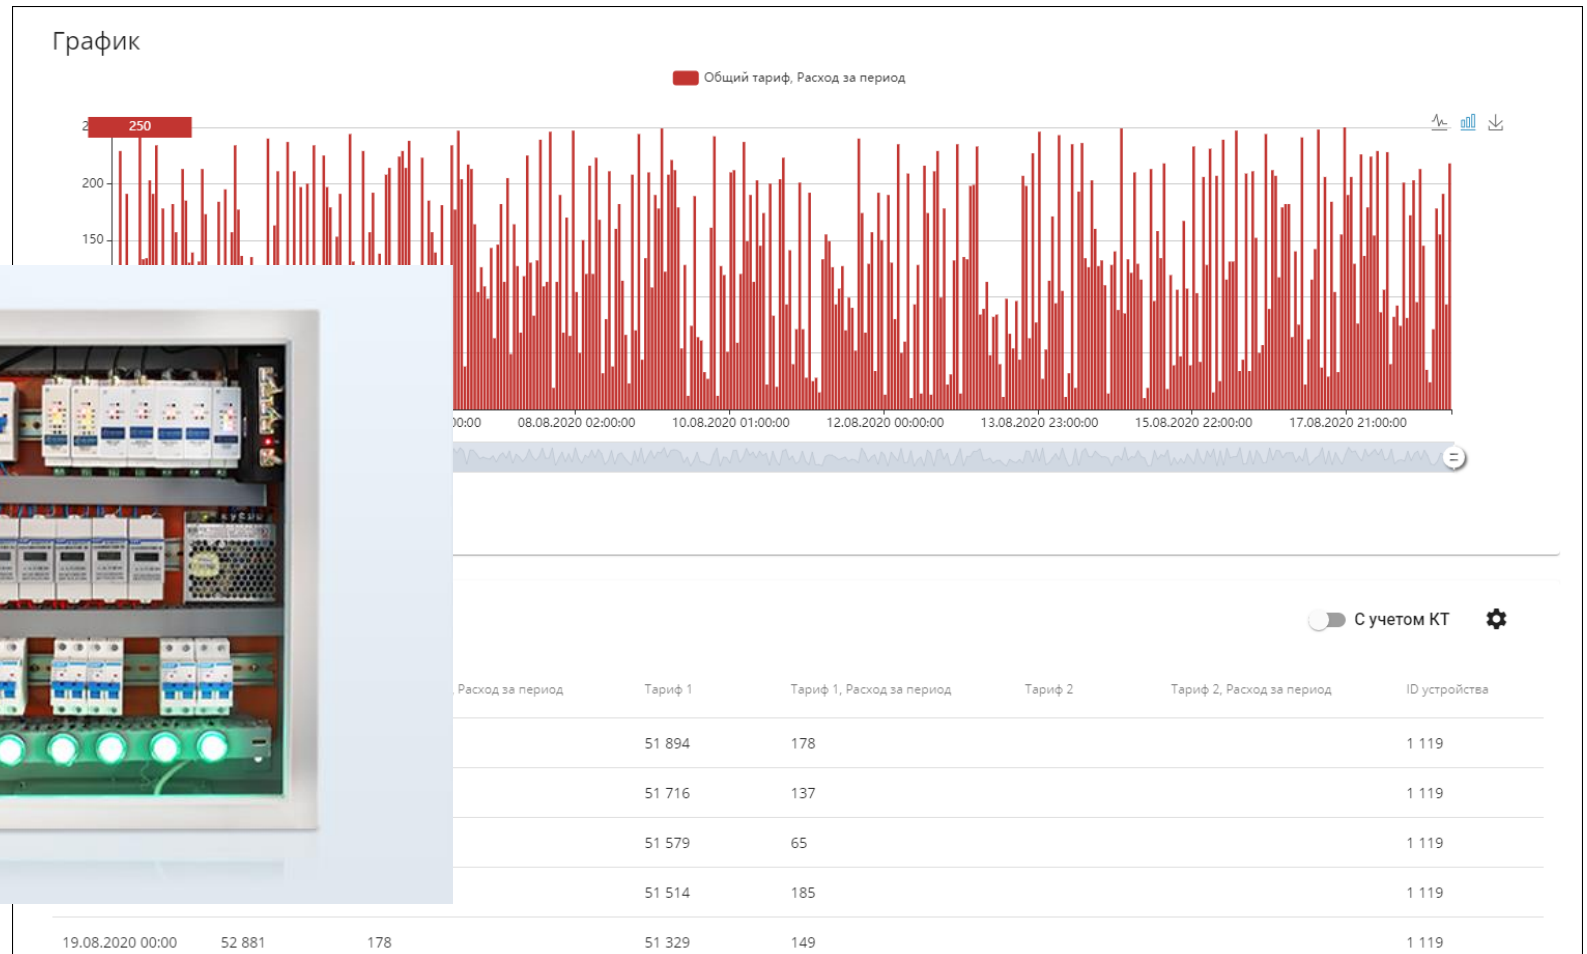 График
Общий тариф, Расход за период
250
200
150
00:00 08.08.2020 02:00:00 10.08.2020 01:00:00 12.08.2020 00:00:00 13.08.2020 23:00:00 15.08.2020 22:00:00 17.08.2020 21:00:00
С учетом КТ
, Расход за период Тариф 1 Тариф 1, Расход за период Тариф 2 Тариф 2, Расход за период ID устройства
51 894 178 1 119
51 716 137 1 119
51 579 65 1 119
51 514 185 1 119
19.08.2020 00:00 52 881 178 51 329 149 1 119